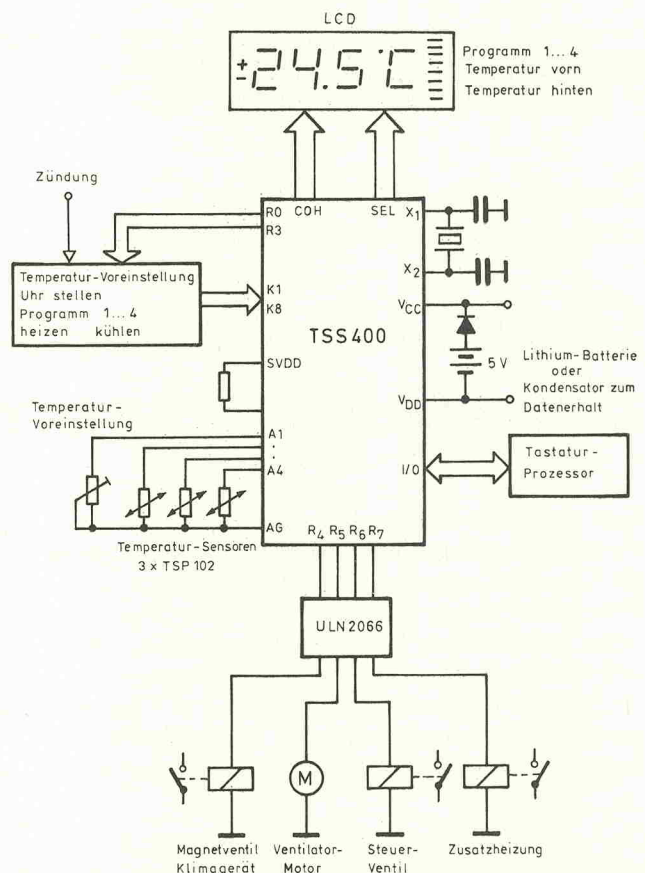 LCD
+
-
24.5°C
Programm 1...4
Temperatur vorn
Temperatur hinten
Zündung
R0
R3
COH
SEL
X1
X2
Temperatur-Voreinstellung
Uhr stellen
Programm 1...4
heizen kühlen
K1
K8
TSS400
VCC
VDD
5 V
Lithium-Batterie
oder
Kondensator zum
Datenerhalt
SVDD
Temperatur-
Voreinstellung
A1
:
A4
AG
I/O
Tastatur-
Prozessor
Temperatur-Sensoren
3 x TSP 102
R4 R5 R6 R7
ULN2066
M
Magnetventil
Klimagerät
Ventilator-
Motor
Steuer-
Ventil
Zusatzheizung